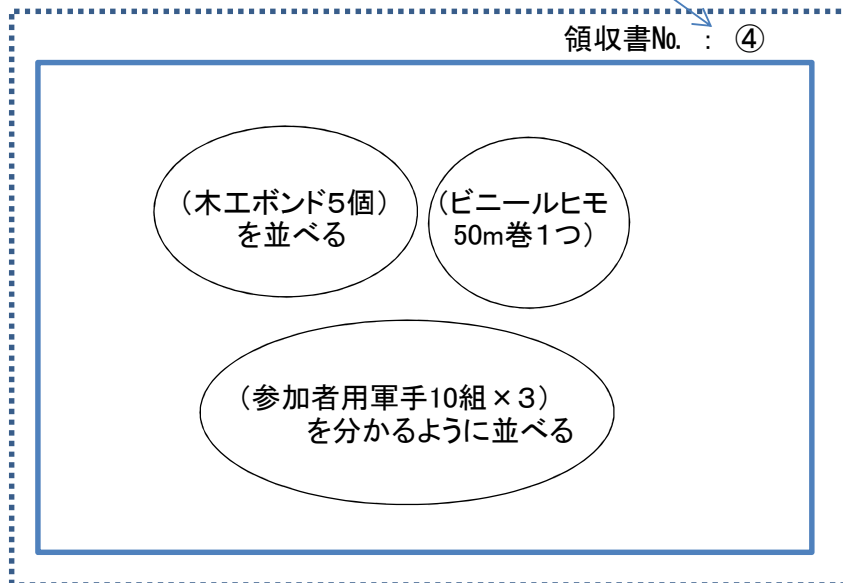 領収書№ : ④
(木工ボンド5個)
を並べる
(ビニールヒモ
50m巻1つ)
(参加者用軍手10組×3)
を分かるように並べる